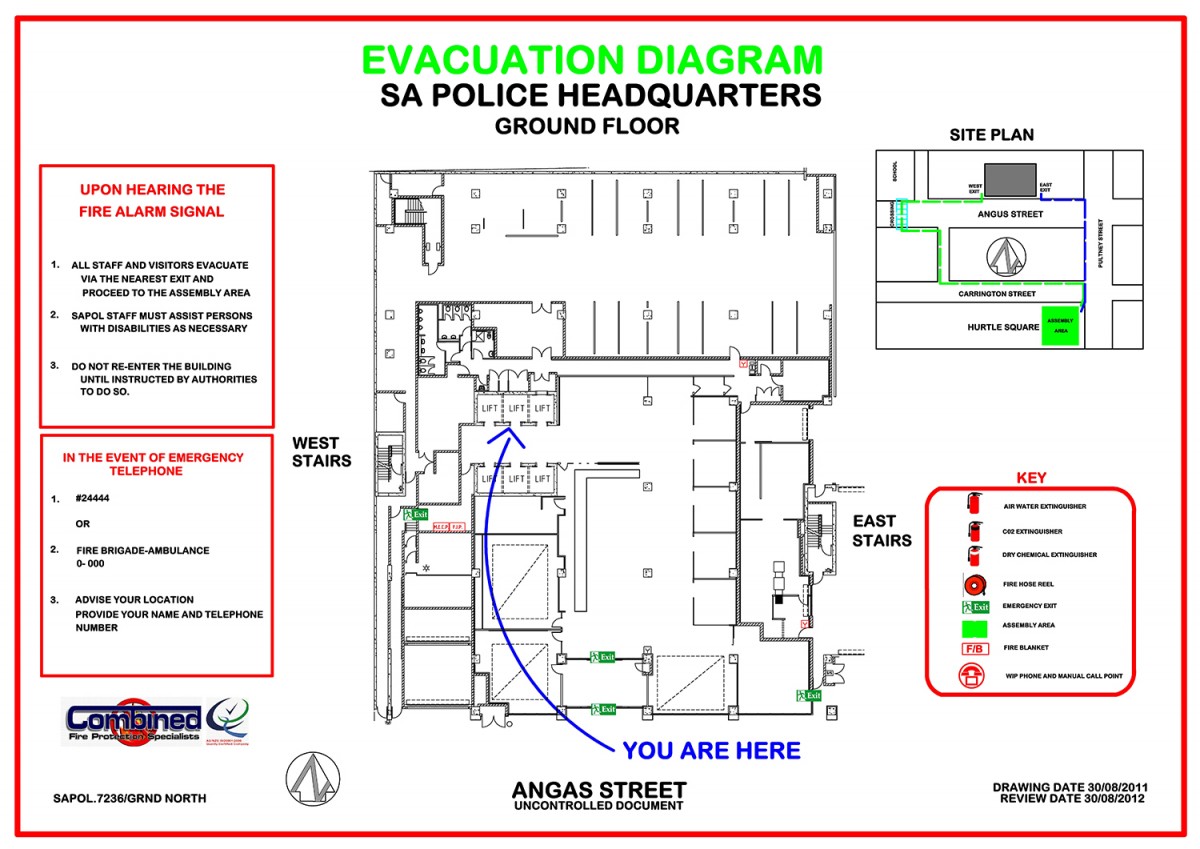 EVACUATION DIAGRAM
SA POLICE HEADQUARTERS
GROUND FLOOR
UPON HEARING THE
FIRE ALARM SIGNAL
1. ALL STAFF AND VISITORS EVACUATE
VIA THE NEAREST EXIT AND
PROCEED TO THE ASSEMBLY AREA
2. SAPOL STAFF MUST ASSIST PERSONS
WITH DISABILITIES AS NECESSARY
3. DO NOT RE-ENTER THE BUILDING
UNTIL INSTRUCTED BY AUTHORITIES
TO DO SO.
IN THE EVENT OF EMERGENCY
TELEPHONE
1. #24444
OR
2. FIRE BRIGADE-AMBULANCE
0- 000
3. ADVISE YOUR LOCATION
PROVIDE YOUR NAME AND TELEPHONE
NUMBER
Combined
Fire Protection Specialists
SAPOL.7236/GRND NORTH
WEST
STAIRS
LIFT LIFT LIFT
LIFT LIFT LIFT
Exit
F.I.P.
Exit
Exit
Exit
EAST
STAIRS
YOU ARE HERE
ANGAS STREET
UNCONTROLLED DOCUMENT
SITE PLAN
SCHOOL
WEST
EXIT
EAST
EXIT
CROSSING
ANGUS STREET
PULTNEY STREET
CARRINGTON STREET
HURTLE SQUARE
ASSEMBLY
AREA
KEY
AIR WATER EXTINGUISHER
C02 EXTINGUISHER
DRY CHEMICAL EXTINGUISHER
FIRE HOSE REEL
Exit EMERGENCY EXIT
ASSEMBLY AREA
F/B FIRE BLANKET
WIP PHONE AND MANUAL CALL POINT
DRAWING DATE 30/08/2011
REVIEW DATE 30/08/2012